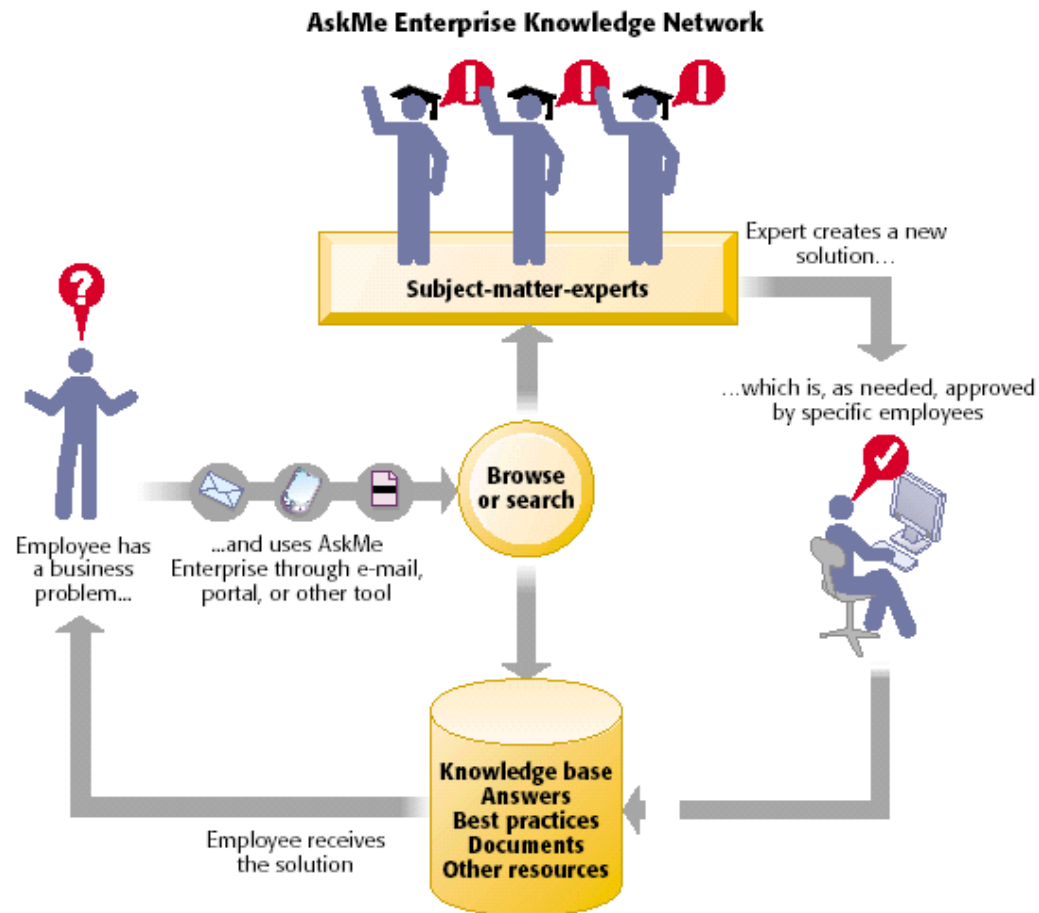 AskMe Enterprise Knowledge Network
! ! !
Subject-matter-experts
Expert creates a new
solution...
...which is, as needed, approved
by specific employees
?
Employee has
a business
problem...
...and uses AskMe
Enterprise through e-mail,
portal, or other tool
Browse
or search
Knowledge base
Answers
Best practices
Documents
Other resources
Employee receives
the solution